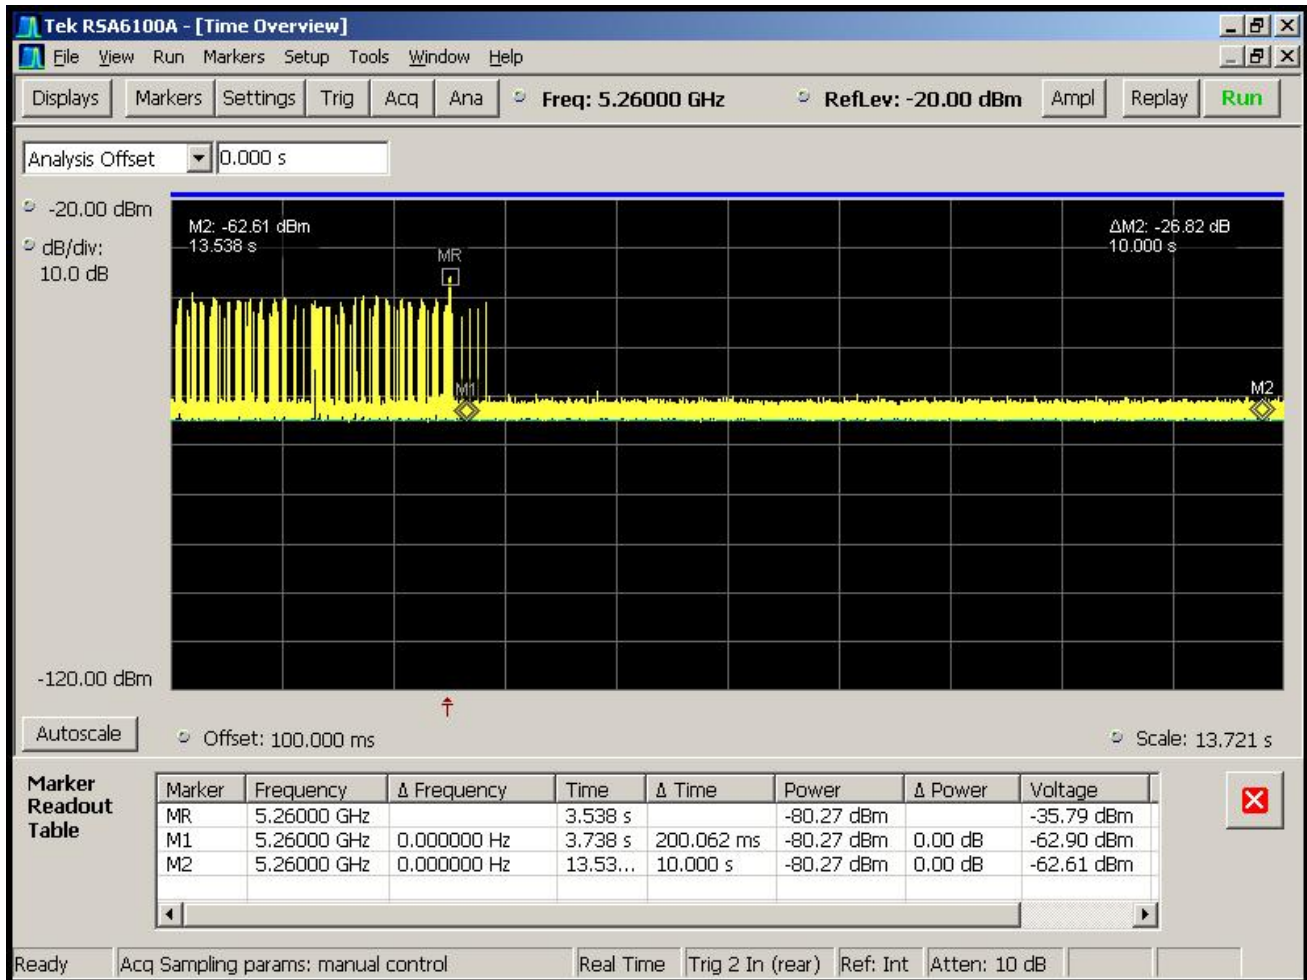 Tek RSA6100A - [Time Overview]
File View Run Markers Setup Tools Window Help
Displays Markers Settings Trig Acq Ana Freq: 5.26000 GHz RefLev: -20.00 dBm Ampl Replay Run
Analysis Offset 0.000 s
-20.00 dBm
dB/div:
10.0 dB
M2: -62.61 dBm
13.538 s
ΔM2: -26.82 dB
10.000 s
MR
M1
M2
-120.00 dBm
Autoscale Offset: 100.000 ms Scale: 13.721 s
Marker
Readout
Table
Marker Frequency Δ Frequency Time Δ Time Power Δ Power Voltage
MR 5.26000 GHz 3.538 s -80.27 dBm -35.79 dBm
M1 5.26000 GHz 0.000000 Hz 3.738 s 200.062 ms -80.27 dBm 0.00 dB -62.90 dBm
M2 5.26000 GHz 0.000000 Hz 13.53... 10.000 s -80.27 dBm 0.00 dB -62.61 dBm
Ready Acq Sampling params: manual control Real Time Trig 2 In (rear) Ref: Int Atten: 10 dB